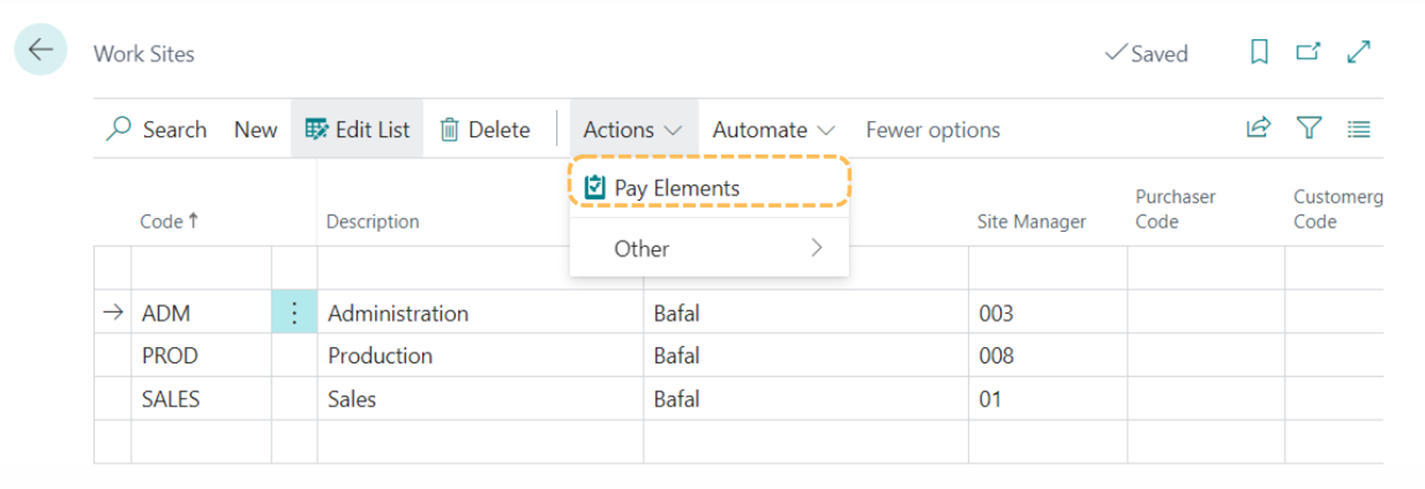 Work Sites
Saved
Search New Edit List Delete Actions Automate Fewer options
Pay Elements
Other
Code ↑ Description Site Manager Purchaser Code Customerg Code
ADM Administration Bafal 003
PROD Production Bafal 008
SALES Sales Bafal 01